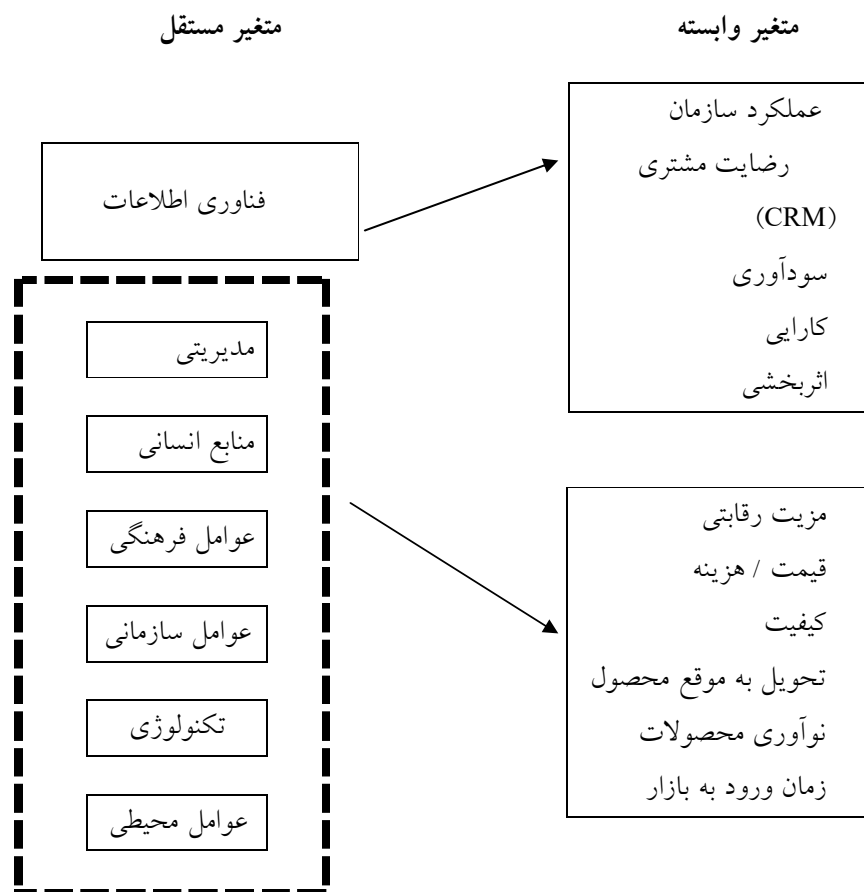 متغیر وابسته
متغیر مستقل
عملکرد سازمان
رضایت مشتری
(CRM)
سودآوری
کارایی
اثربخشی
مزیت رقابتی
قیمت / هزینه
کیفیت
تحویل به موقع محصول
نوآوری محصولات
زمان ورود به بازار
فناوری اطلاعات
مدیریتی
منابع انسانی
عوامل فرهنگی
عوامل سازمانی
تکنولوژی
عوامل محیطی